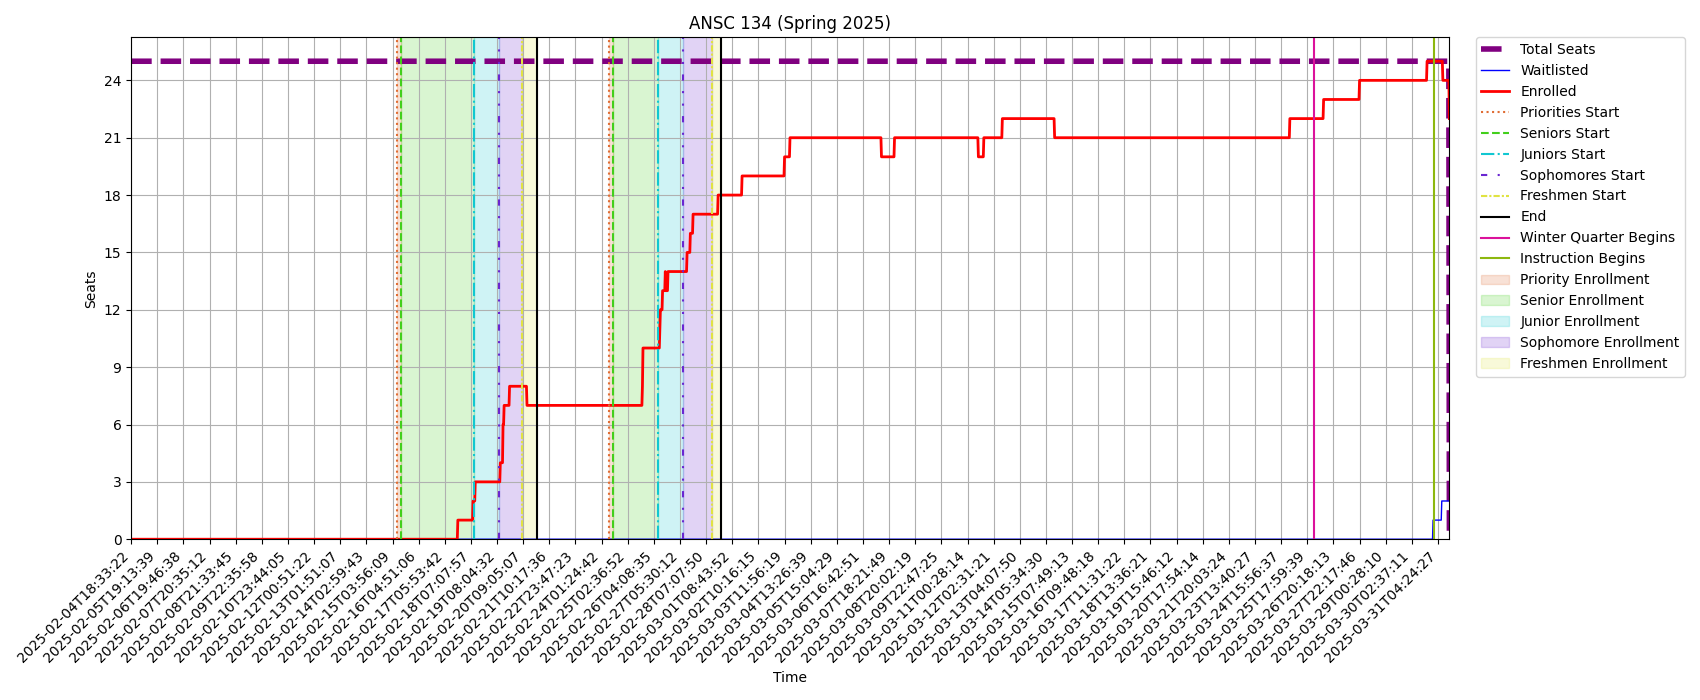 ANSC 134 (Spring 2025)
Seats
24
21
18
15
12
9
6
3
0
2025-02-04T18:33:22
2025-02-05T19:13:39
2025-02-06T19:46:38
2025-02-07T20:35:12
2025-02-08T21:33:45
2025-02-09T22:35:58
2025-02-10T23:44:05
2025-02-12T00:51:22
2025-02-13T01:51:07
2025-02-14T02:59:43
2025-02-15T03:56:09
2025-02-16T04:51:06
2025-02-17T05:53:42
2025-02-18T07:07:57
2025-02-19T08:04:32
2025-02-20T09:05:07
2025-02-21T10:17:36
2025-02-22T23:47:23
2025-02-24T01:24:42
2025-02-25T02:36:52
2025-02-26T04:08:35
2025-02-27T05:30:12
2025-02-28T07:07:50
2025-03-01T08:43:52
2025-03-02T10:16:15
2025-03-03T11:56:19
2025-03-04T13:26:39
2025-03-05T15:04:29
2025-03-06T16:42:51
2025-03-07T18:21:49
2025-03-08T20:02:19
2025-03-09T22:47:25
2025-03-11T00:28:14
2025-03-12T02:31:21
2025-03-13T04:07:50
2025-03-14T05:34:30
2025-03-15T07:49:13
2025-03-16T09:48:18
2025-03-17T11:31:22
2025-03-18T13:36:21
2025-03-19T15:46:12
2025-03-20T17:54:14
2025-03-21T20:03:24
2025-03-23T13:40:27
2025-03-24T15:56:37
2025-03-25T17:59:39
2025-03-26T20:18:13
2025-03-27T22:17:46
2025-03-29T00:28:10
2025-03-30T02:37:11
2025-03-31T04:24:27
Time
Total Seats
Waitlisted
Enrolled
Priorities Start
Seniors Start
Juniors Start
Sophomores Start
Freshmen Start
End
Winter Quarter Begins
Instruction Begins
Priority Enrollment
Senior Enrollment
Junior Enrollment
Sophomore Enrollment
Freshmen Enrollment